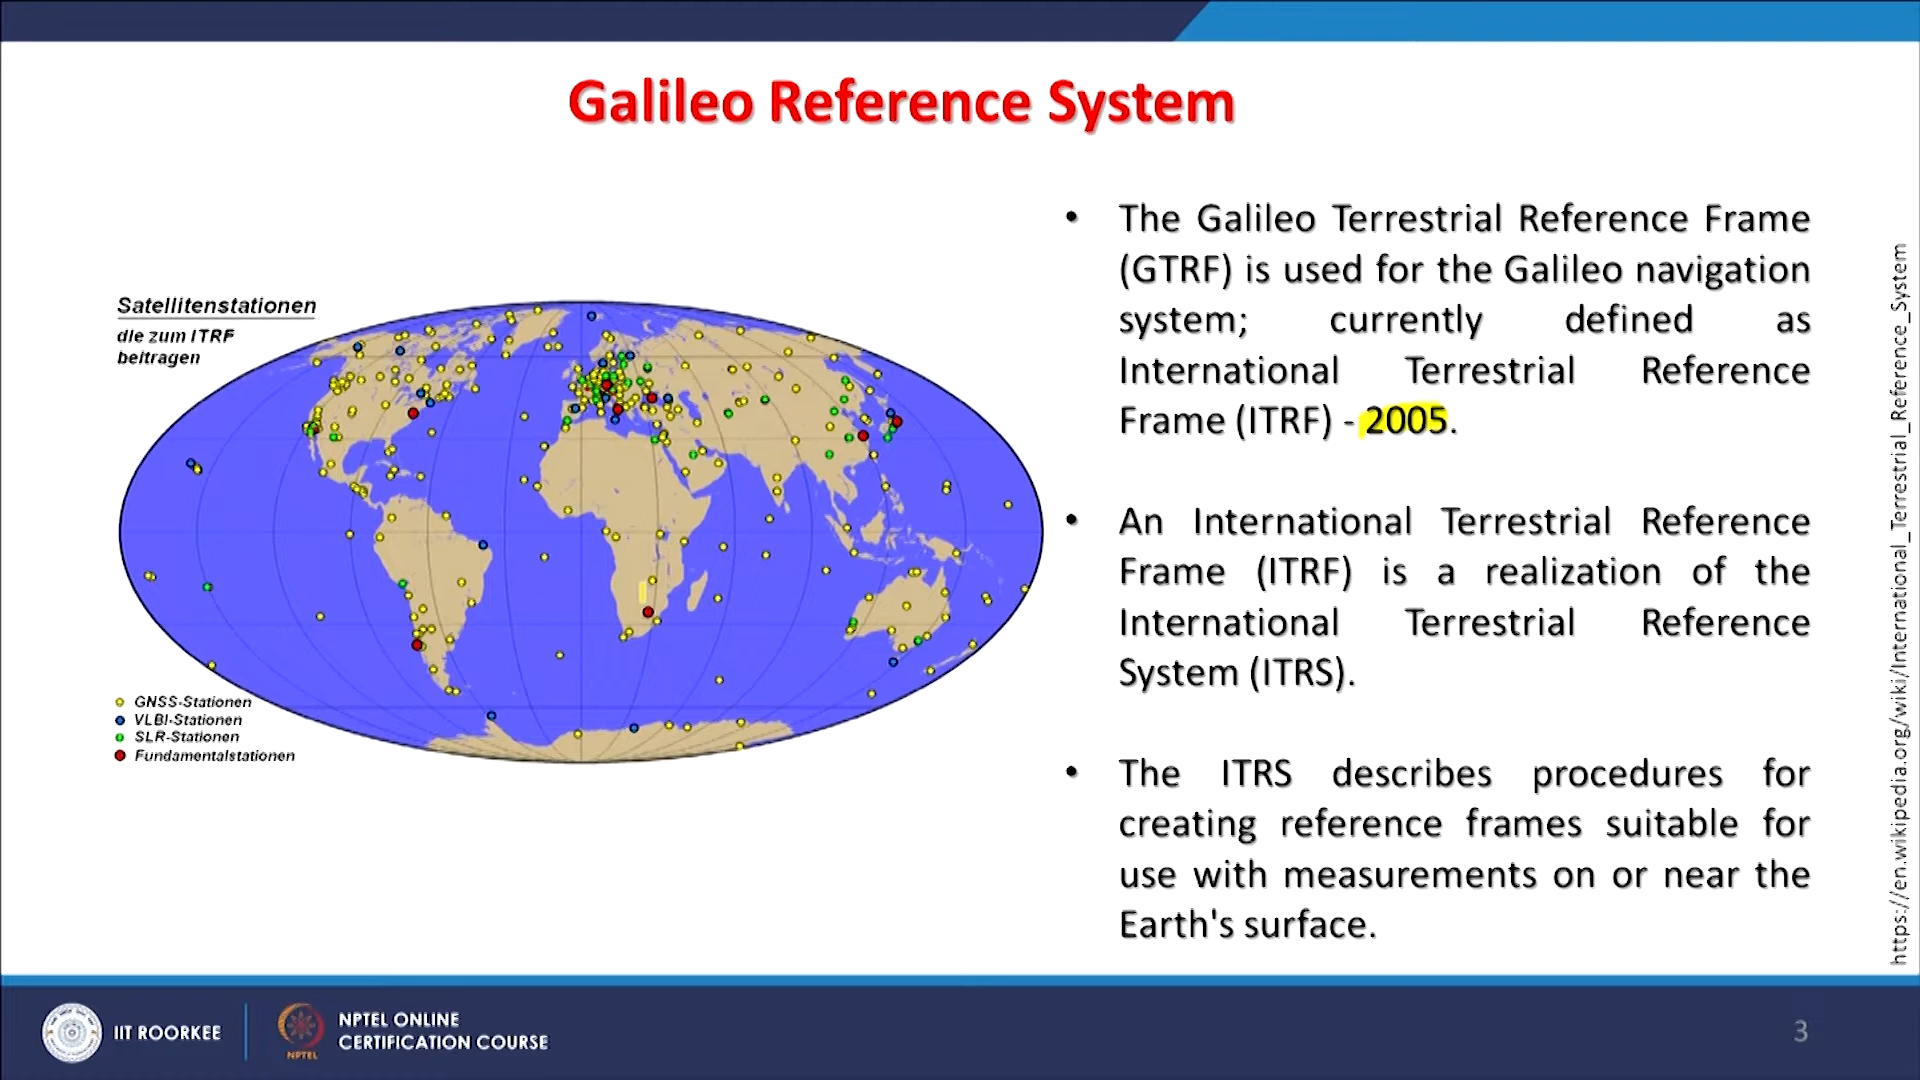 Galileo Reference System
Satellitenstationen
die zum ITRF
beitragen
GNSS-Stationen
VLBI-Stationen
SLR-Stationen
Fundamentalstationen
• The Galileo Terrestrial Reference Frame
(GTRF) is used for the Galileo navigation
system; currently defined as
International Terrestrial Reference
Frame (ITRF) - 2005.
• An International Terrestrial Reference
Frame (ITRF) is a realization of the
International Terrestrial Reference
System (ITRS).
• The ITRS describes procedures for
creating reference frames suitable for
use with measurements on or near the
Earth's surface.
https://en.wikipedia.org/wiki/International_Terrestrial_Reference_System
IIT ROORKEE
NPTEL
NPTEL ONLINE
CERTIFICATION COURSE
3